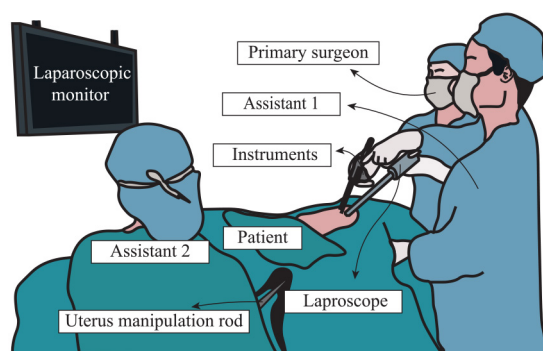 Laparoscopic
monitor
Primary surgeon
Assistant 1
Instruments
Assistant 2
Patient
Uterus manipulation rod
Laproscope